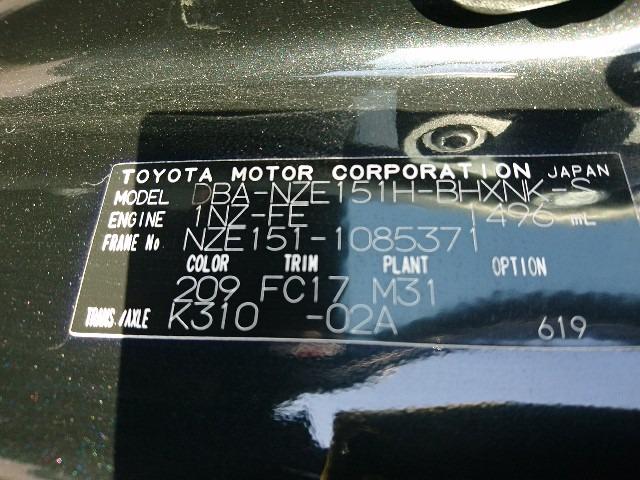 TOYOTA MOTOR CORPORATION JAPAN
MODEL DBA-NZE151H-BHXNK-S
ENGINE 1NZ-FE 1496 mL
FRAME No NZE151-1085371
COLOR TRIM PLANT OPTION
209 FC17 M31
TRANS./AXLE K310 -02A 619